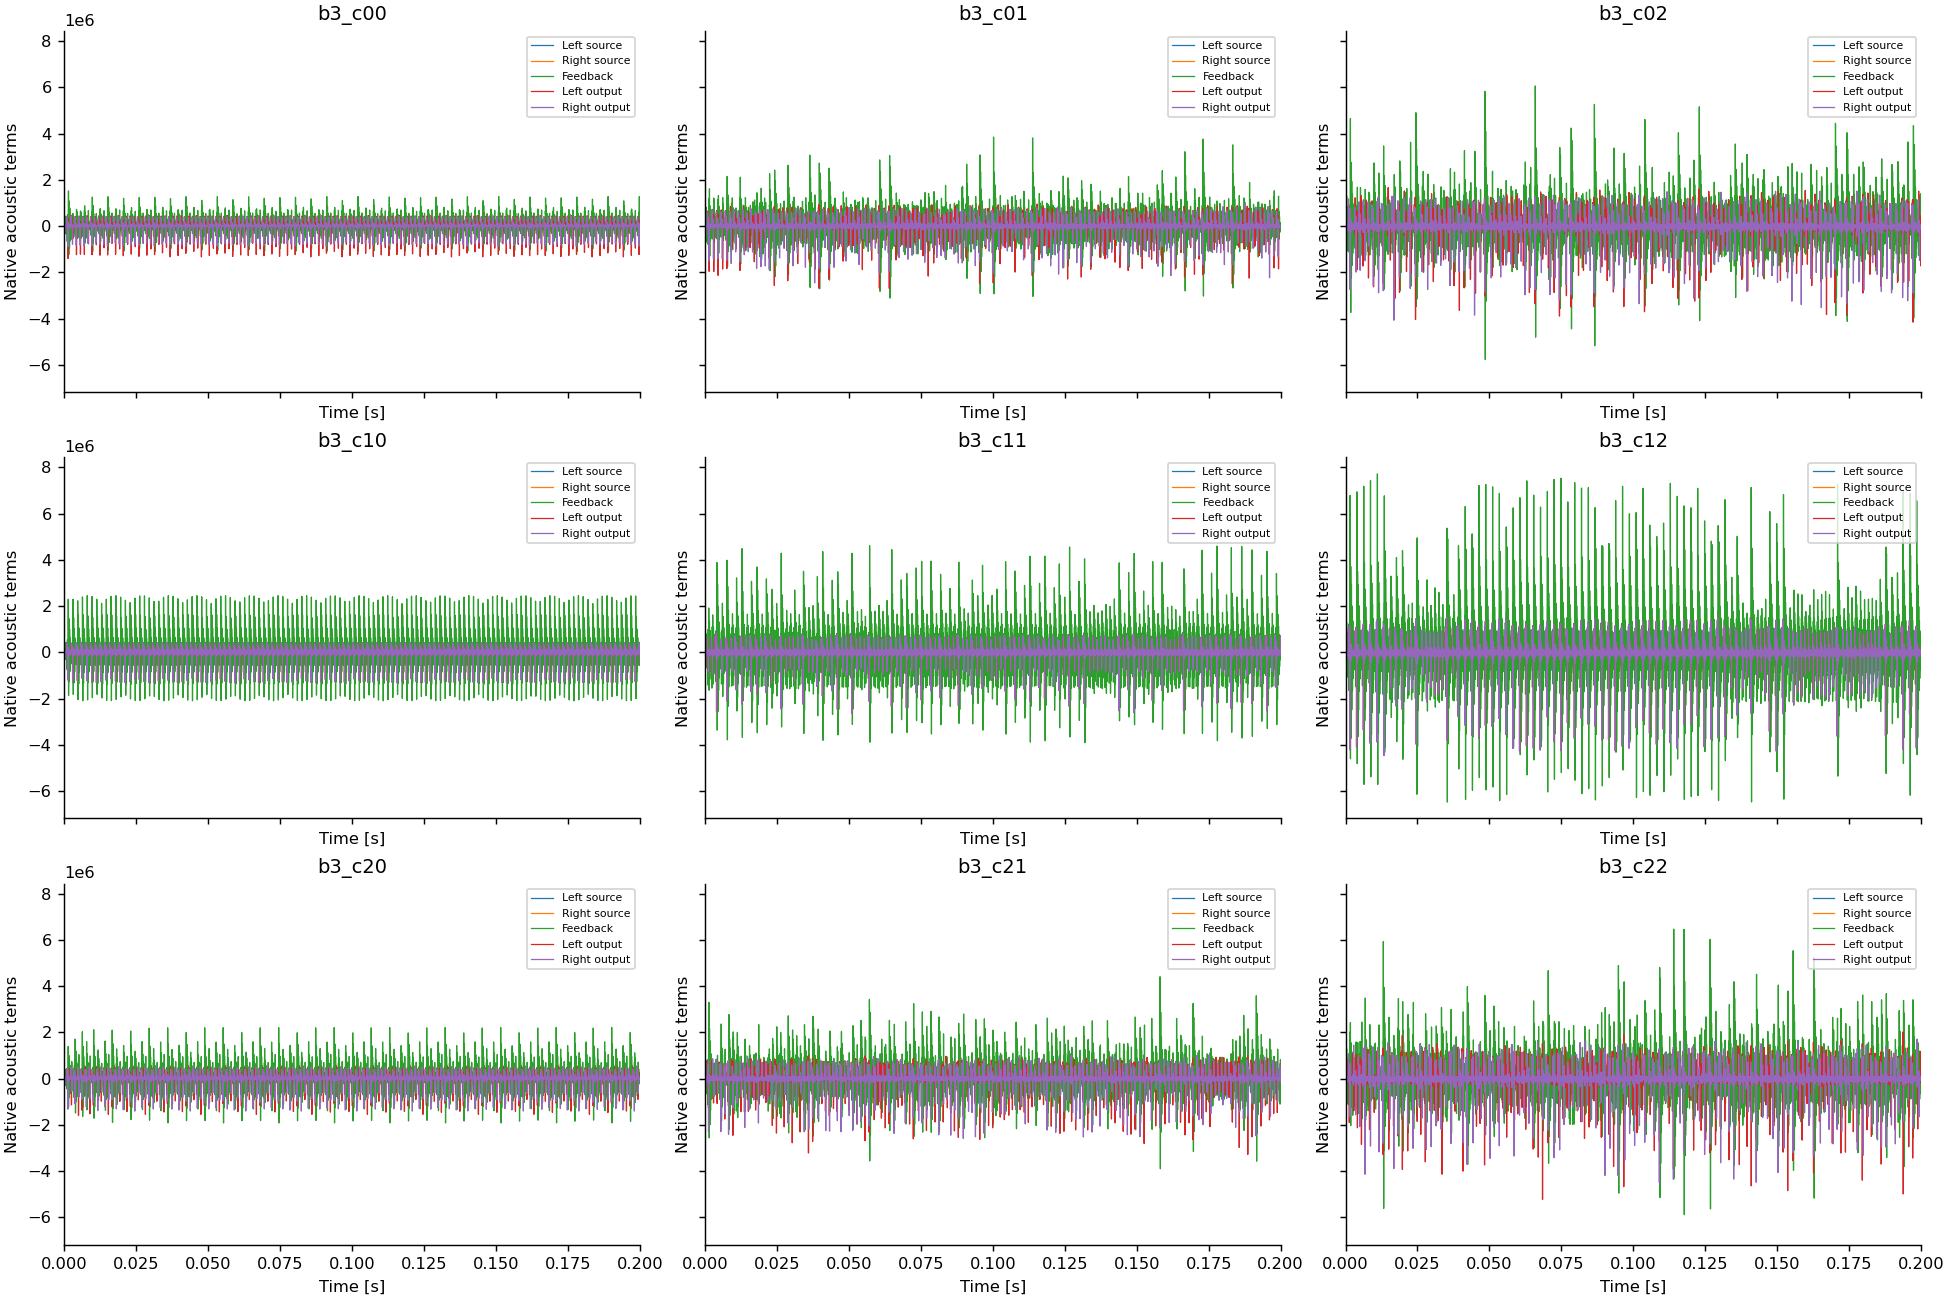 b3_c00 b3_c01 b3_c02
1e6
8
6
4
2
0
−2
−4
−6
Native acoustic terms
Left source
Right source
Feedback
Left output
Right output
Time [s]
Native acoustic terms
Left source
Right source
Feedback
Left output
Right output
Time [s]
Native acoustic terms
Left source
Right source
Feedback
Left output
Right output
Time [s]
b3_c10 b3_c11 b3_c12
1e6
8
6
4
2
0
−2
−4
−6
Native acoustic terms
Left source
Right source
Feedback
Left output
Right output
Time [s]
Native acoustic terms
Left source
Right source
Feedback
Left output
Right output
Time [s]
Native acoustic terms
Left source
Right source
Feedback
Left output
Right output
Time [s]
b3_c20 b3_c21 b3_c22
1e6
8
6
4
2
0
−2
−4
−6
Native acoustic terms
Left source
Right source
Feedback
Left output
Right output
0.000 0.025 0.050 0.075 0.100 0.125 0.150 0.175 0.200
Time [s]
Native acoustic terms
Left source
Right source
Feedback
Left output
Right output
0.000 0.025 0.050 0.075 0.100 0.125 0.150 0.175 0.200
Time [s]
Native acoustic terms
Left source
Right source
Feedback
Left output
Right output
0.000 0.025 0.050 0.075 0.100 0.125 0.150 0.175 0.200
Time [s]